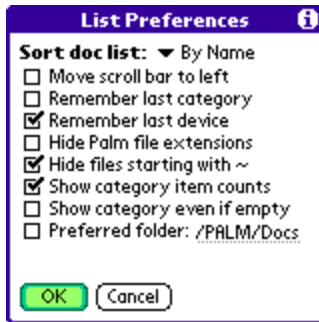 List Preferences i
Sort doc list: By Name
Move scroll bar to left
Remember last category
Remember last device
Hide Palm file extensions
Hide files starting with ~
Show category item counts
Show category even if empty
Preferred folder: /PALM/Docs
OK Cancel